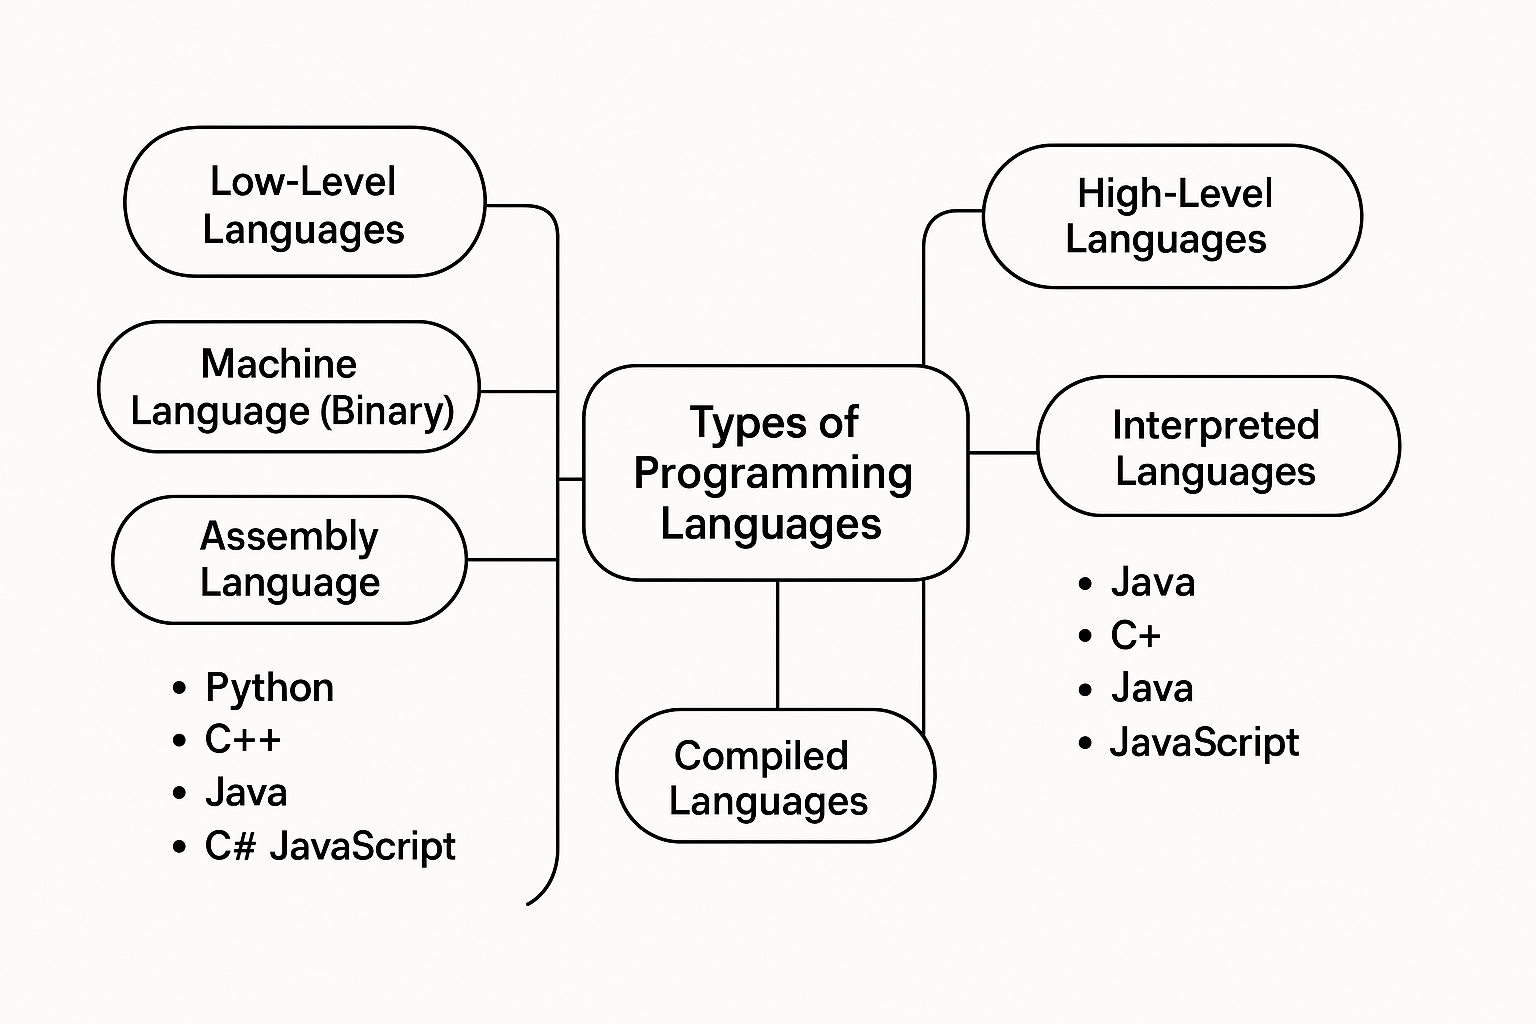 Low-Level
Languages
Machine
Language (Binary)
Assembly
Language
• Python
• C++
• Java
• C# JavaScript
Types of
Programming
Languages
Compiled
Languages
High-Level
Languages
Interpreted
Languages
• Java
• C+
• Java
• JavaScript